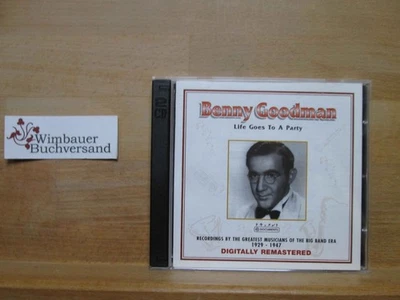 Wimbauer
Buchversand
Benny Goodman
Life Goes To A Party
RECORDINGS BY THE GREATEST MUSICIANS OF THE BIG BAND ERA
1929 - 1947
DIGITALLY REMASTERED